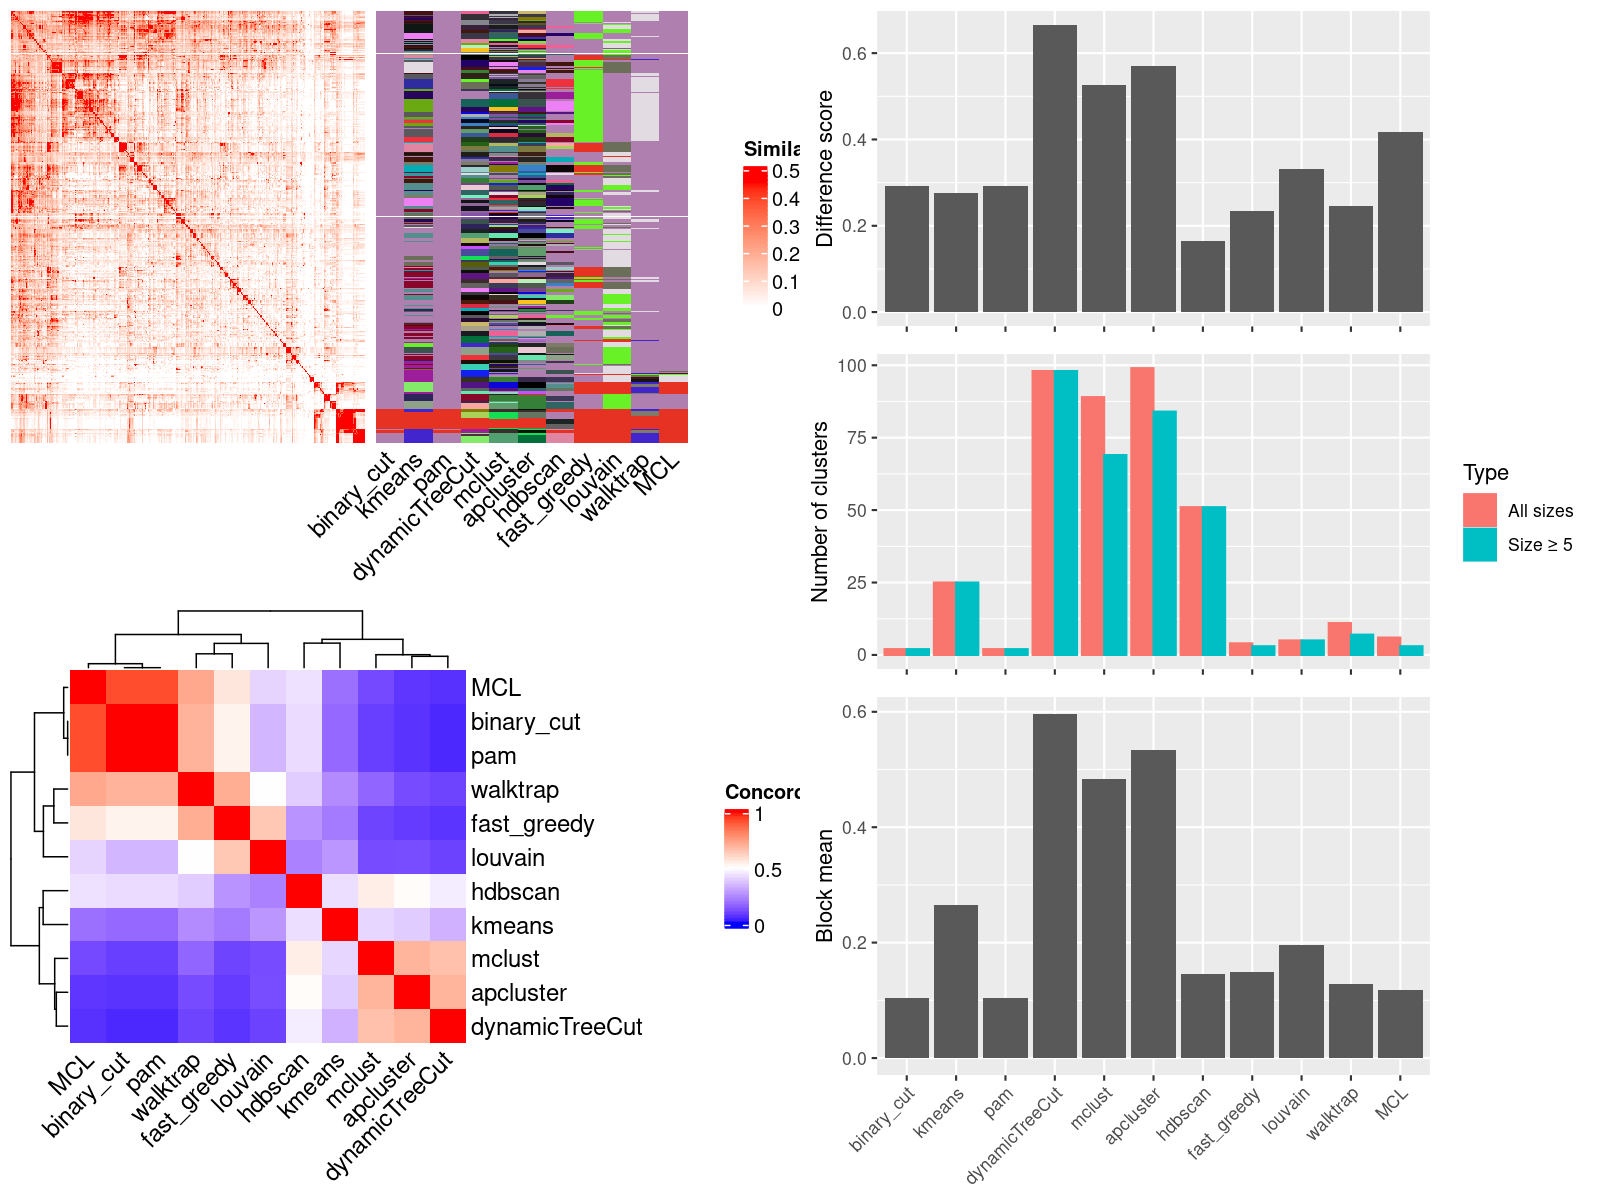 Simila
0.5
0.4
0.3
0.2
0.1
0
binary_cut
kmeans
pam
dynamicTreeCut
mclust
apcluster
hdbscan
fast_greedy
louvain
walktrap
MCL
Concord
1
0.5
0
MCL
binary_cut
pam
walktrap
fast_greedy
louvain
hdbscan
kmeans
mclust
apcluster
dynamicTreeCut
MCL
binary_cut
pam
walktrap
fast_greedy
louvain
hdbscan
kmeans
mclust
apcluster
dynamicTreeCut
Difference score
0.6
0.4
0.2
0.0
Number of clusters
100
75
50
25
0
Type
All sizes
Size ≥ 5
Block mean
0.6
0.4
0.2
0.0
binary_cut
kmeans
pam
dynamicTreeCut
mclust
apcluster
hdbscan
fast_greedy
louvain
walktrap
MCL